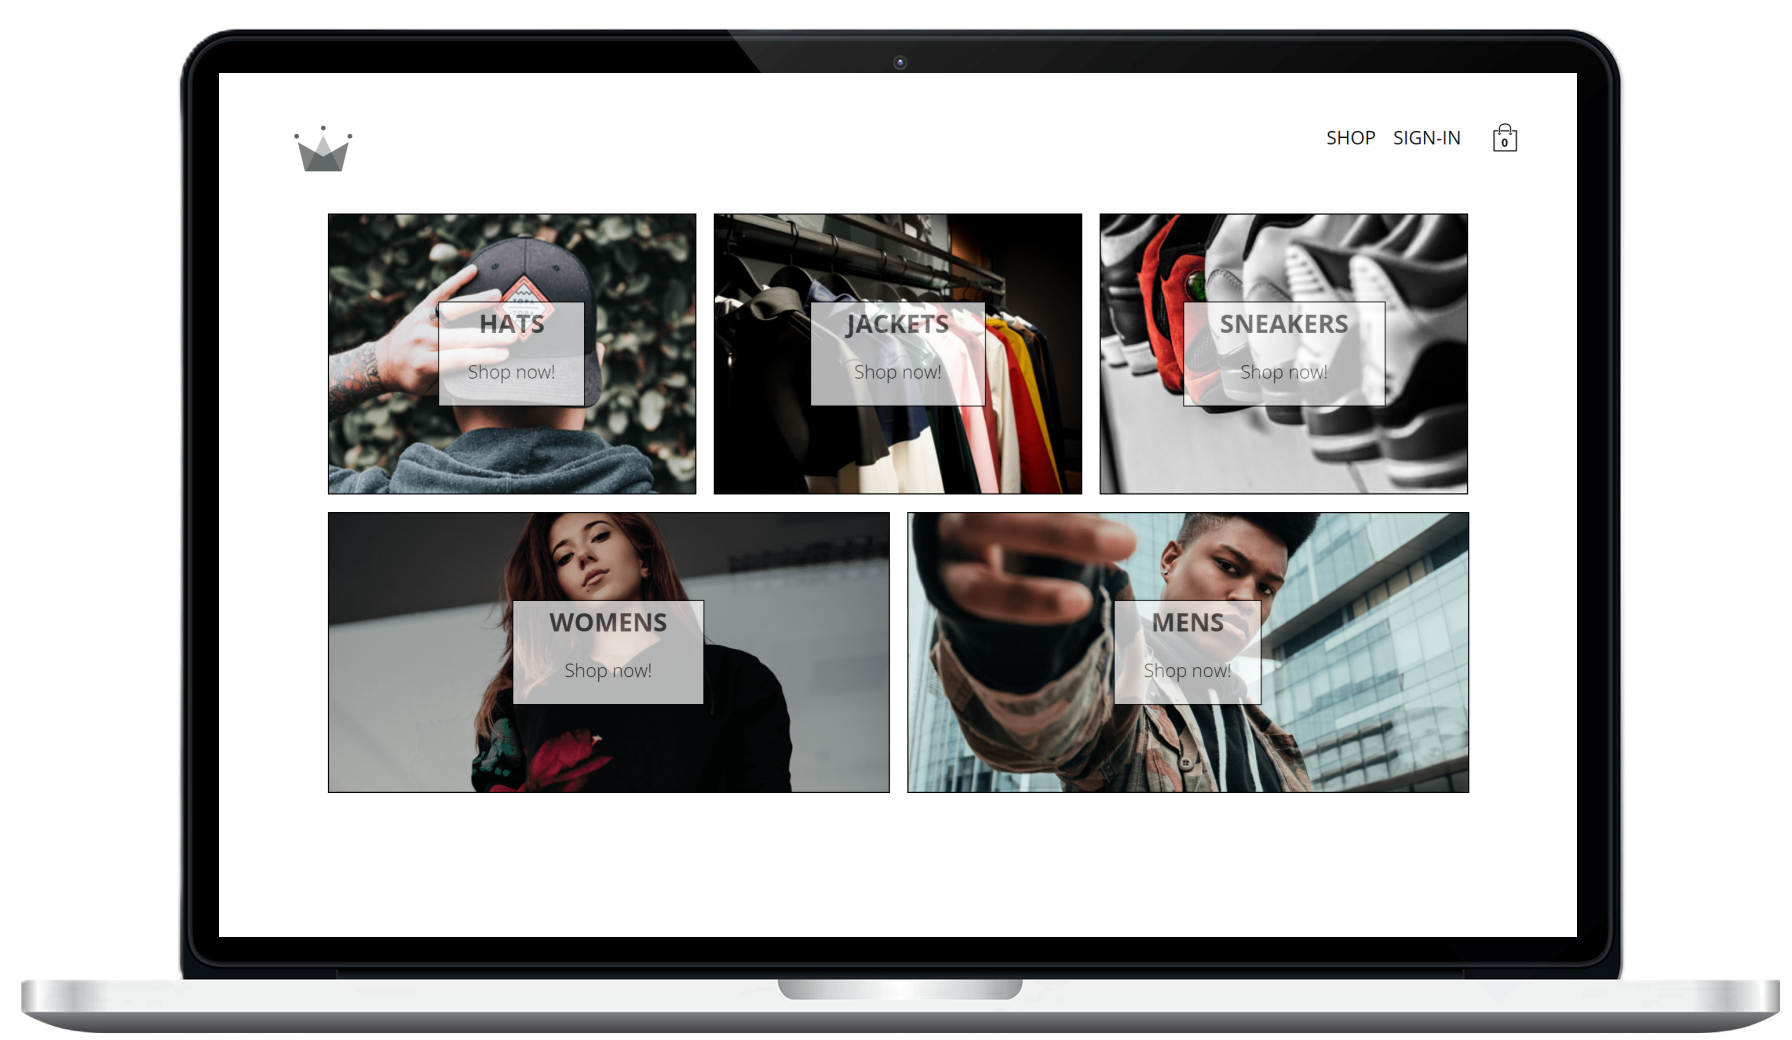 SHOP SIGN-IN
0
HATS
Shop now!
JACKETS
Shop now!
SNEAKERS
Shop now!
WOMENS
Shop now!
MENS
Shop now!